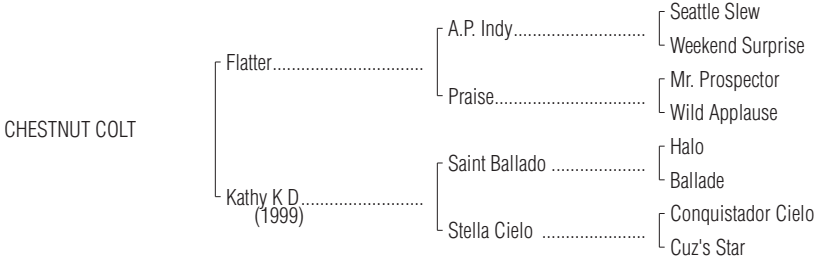 Seattle Slew
A.P. Indy..............................
Weekend Surprise
Flatter..................................
Mr. Prospector
Praise...................................
Wild Applause
CHESTNUT COLT
Halo
Saint Ballado ......................
Ballade
Kathy K D............................
(1999)
Conquistador Cielo
Stella Cielo ........................
Cuz's Star